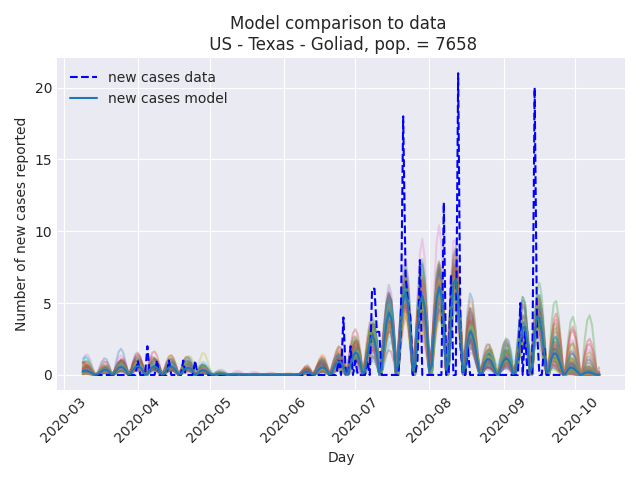 Model comparison to data
US - Texas - Goliad, pop. = 7658
new cases data
new cases model
Number of new cases reported
20
15
10
5
0
2020-03
2020-04
2020-05
2020-06
2020-07
2020-08
2020-09
2020-10
Day